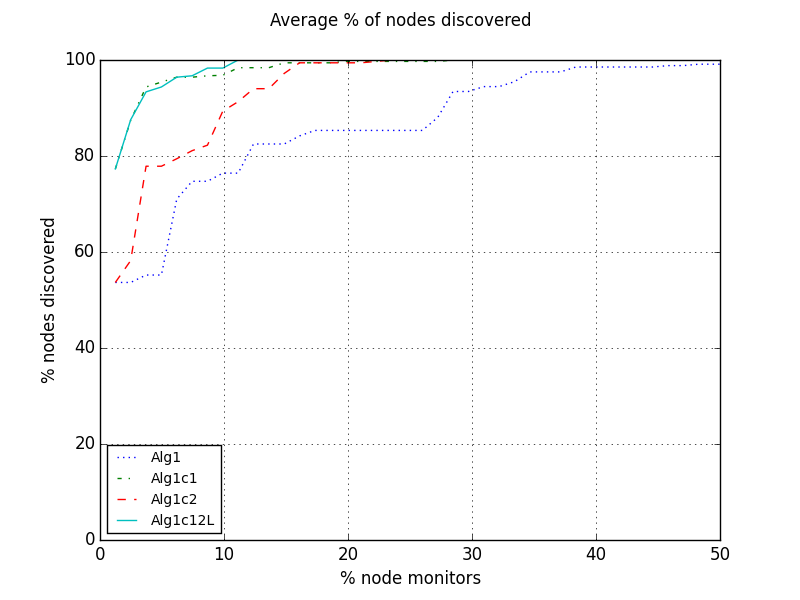 Average % of nodes discovered
100
80
60
40
20
0
% nodes discovered
Alg1
Alg1c1
Alg1c2
Alg1c12L
0 10 20 30 40 50
% node monitors